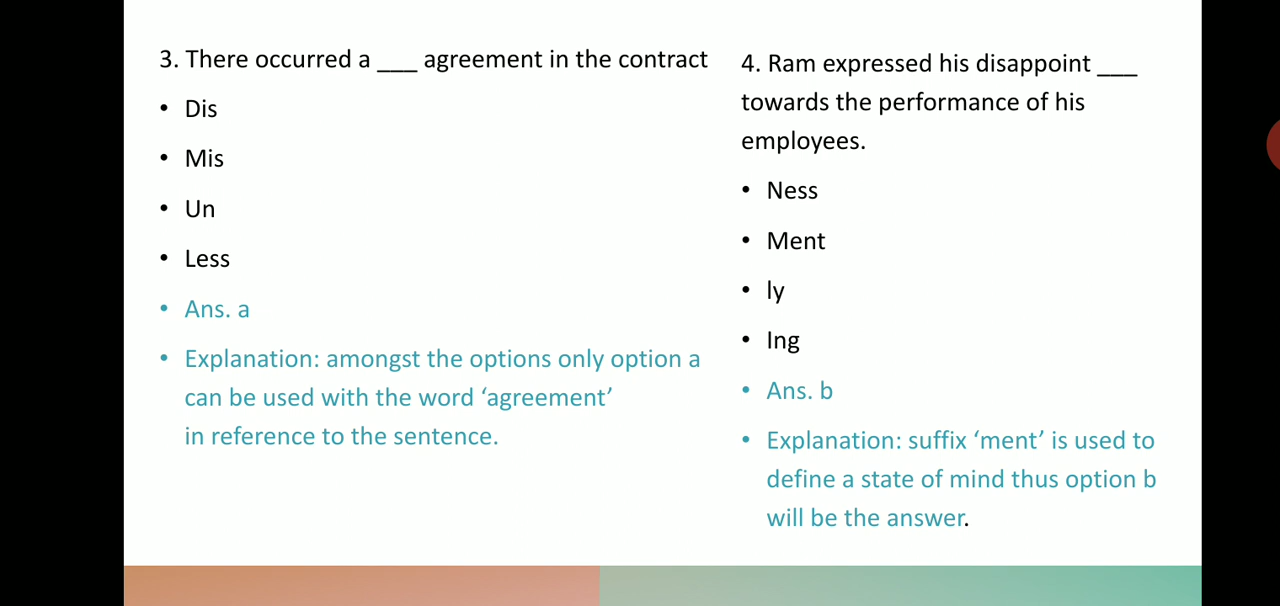 3. There occurred a ___ agreement in the contract
• Dis
• Mis
• Un
• Less
• Ans. a
• Explanation: amongst the options only option a
can be used with the word ‘agreement’
in reference to the sentence.
4. Ram expressed his disappoint ___
towards the performance of his
employees.
• Ness
• Ment
• ly
• Ing
• Ans. b
• Explanation: suffix ‘ment’ is used to
define a state of mind thus option b
will be the answer.